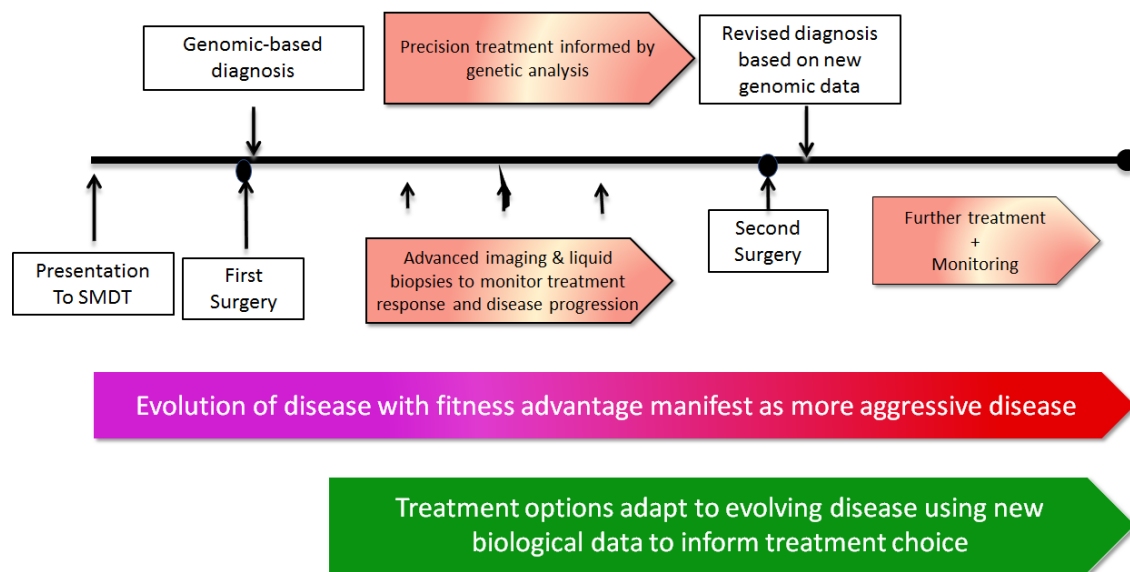 Genomic-based
diagnosis
Precision treatment informed by
genetic analysis
Revised diagnosis
based on new
genomic data
Presentation
To SMDT
First
Surgery
Advanced imaging & liquid
biopsies to monitor treatment
response and disease progression
Second
Surgery
Further treatment
+
Monitoring
Evolution of disease with fitness advantage manifest as more aggressive disease
Treatment options adapt to evolving disease using new
biological data to inform treatment choice